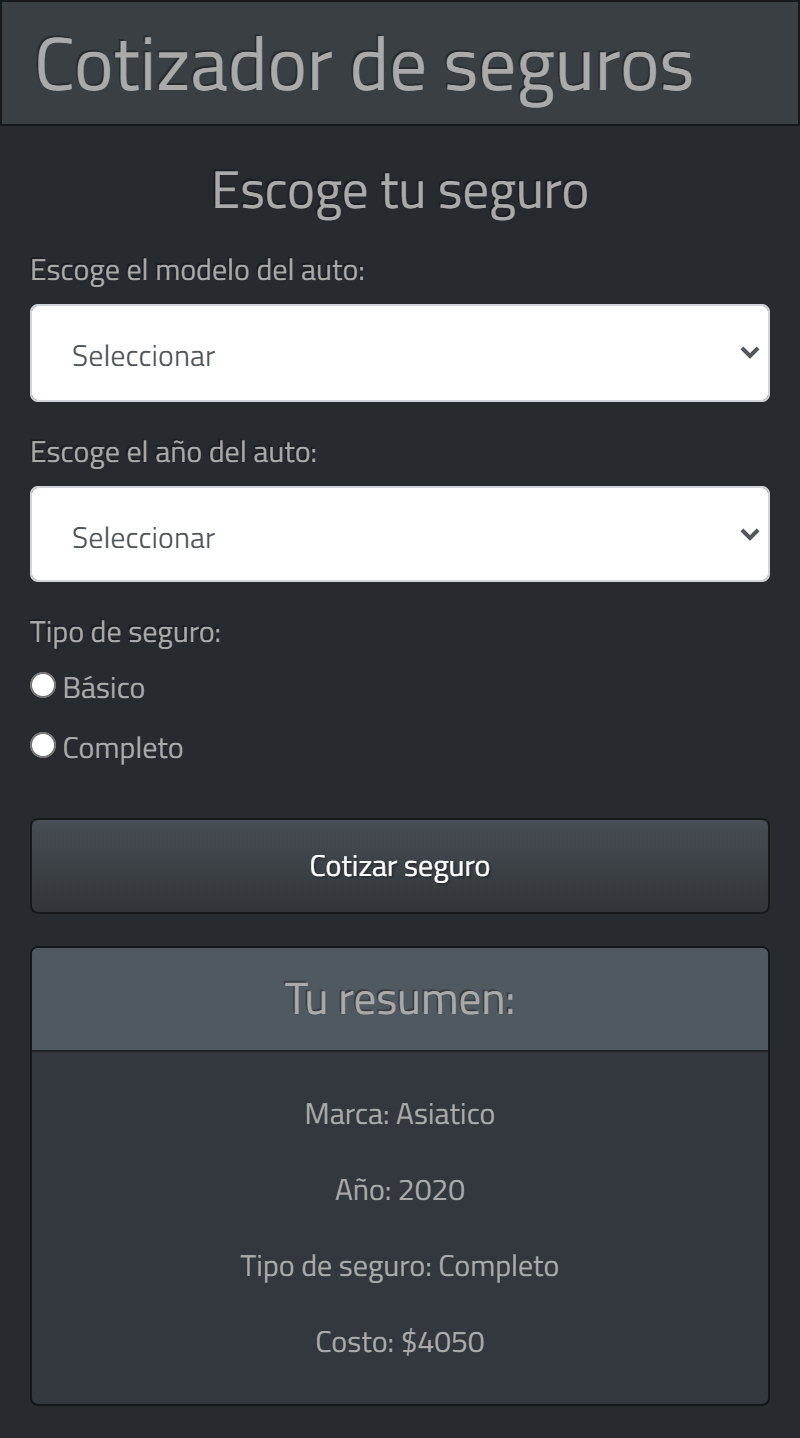 Cotizador de seguros
Escoge tu seguro
Escoge el modelo del auto:
Seleccionar
Escoge el año del auto:
Seleccionar
Tipo de seguro:
Básico
Completo
Cotizar seguro
Tu resumen:
Marca: Asiatico
Año: 2020
Tipo de seguro: Completo
Costo: $4050